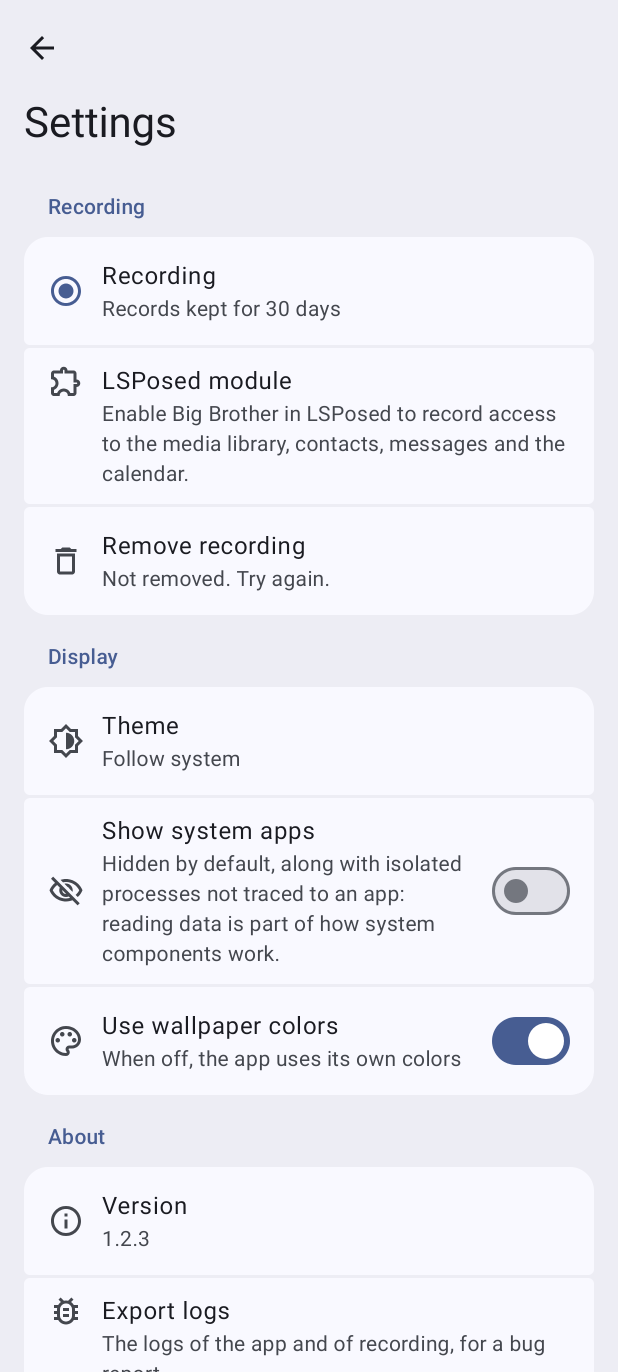 Settings
Recording
Recording
Records kept for 30 days
LSPosed module
Enable Big Brother in LSPosed to record access
to the media library, contacts, messages and the
calendar.
Remove recording
Not removed. Try again.
Display
Theme
Follow system
Show system apps
Hidden by default, along with isolated
processes not traced to an app:
reading data is part of how system
components work.
Use wallpaper colors
When off, the app uses its own colors
About
Version
1.2.3
Export logs
The logs of the app and of recording, for a bug
report